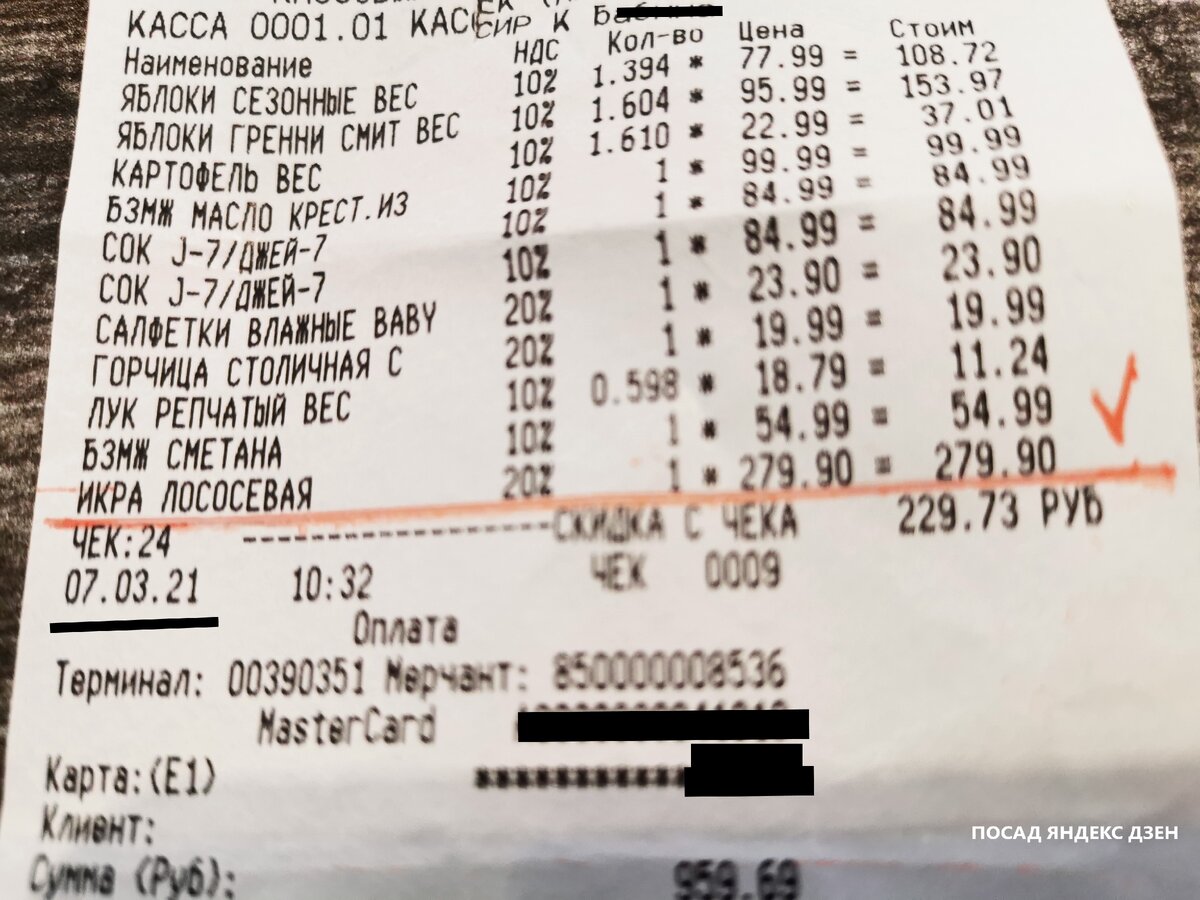 КАССА 0001.01 КАС
СИР К
Наименование НДС Кол-во Цена Стоим
ЯБЛОКИ СЕЗОННЫЕ ВЕС 10% 1.394 * 77.99 = 108.72
ЯБЛОКИ ГРЕННИ СМИТ ВЕС 10% 1.604 * 95.99 = 153.97
КАРТОФЕЛЬ ВЕС 10% 1.610 * 22.99 = 37.01
БЗМЖ МАСЛО КРЕСТ.ИЗ 10% 1 * 99.99 = 99.99
СОК J-7/ДЖЕЙ-7 10% 1 * 84.99 = 84.99
СОК J-7/ДЖЕЙ-7 10% 1 * 84.99 = 84.99
САЛФЕТКИ ВЛАЖНЫЕ BABY 20% 1 * 23.90 = 23.90
ГОРЧИЦА СТОЛИЧНАЯ С 20% 1 * 19.99 = 19.99
ЛУК РЕПЧАТЫЙ ВЕС 10% 0.598 * 18.79 = 11.24
БЗМЖ СМЕТАНА 10% 1 * 54.99 = 54.99
ИКРА ЛОСОСЕВАЯ 20% 1 * 279.90 = 279.90
СКИДКА С ЧЕКА 229.73 РУБ
ЧЕК:24 ЧЕК 0009
07.03.21 10:32
Оплата
Терминал: 00390351 Мерчант: 850000008536
MasterCard
Карта:(E1) ************
Клиент:
Сумма (Руб): 959.69
ПОСАД ЯНДЕКС ДЗЕН